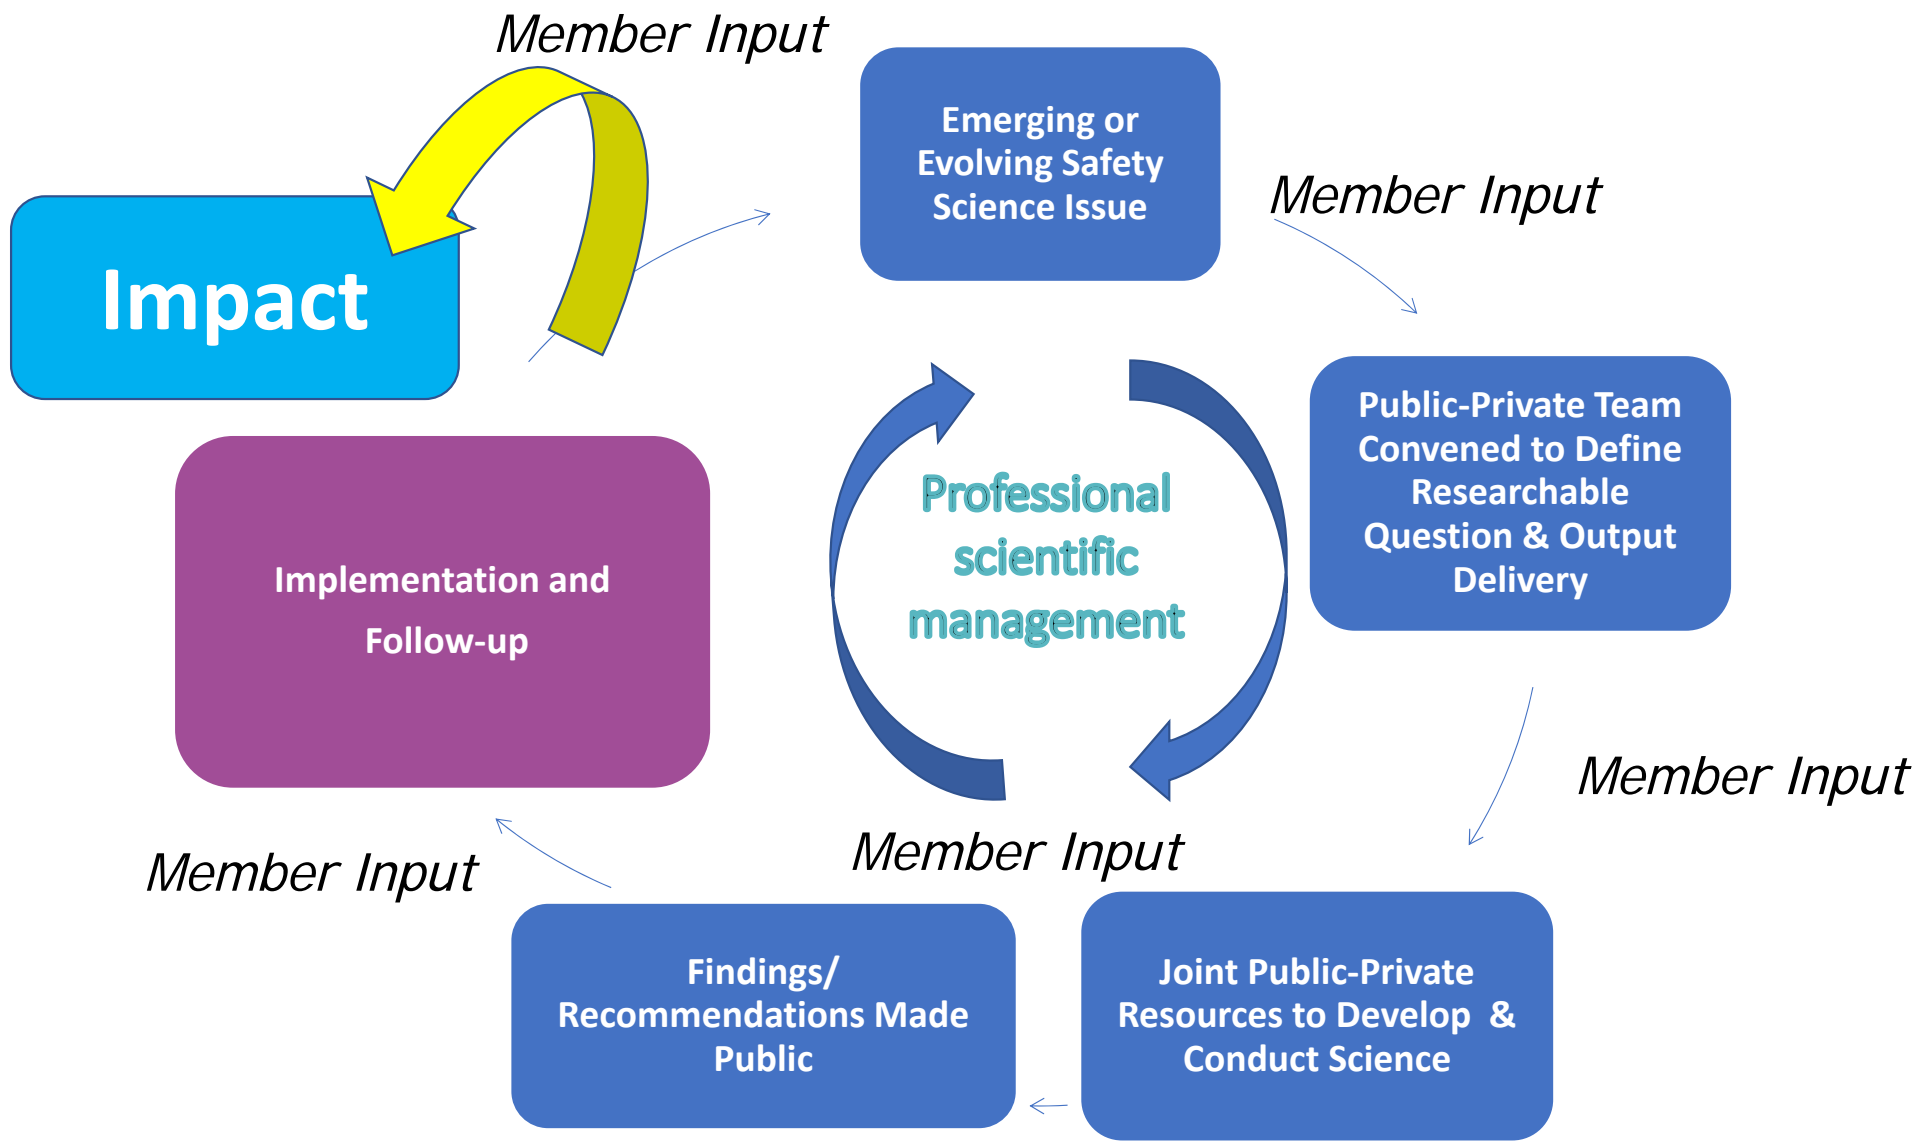 Member Input
Emerging or
Evolving Safety
Science Issue
Member Input
Impact
Public-Private Team
Convened to Define
Researchable
Question & Output
Delivery
Professional
scientific
management
Implementation and
Follow-up
Member Input
Member Input
Member Input
Findings/
Recommendations Made
Public
Joint Public-Private
Resources to Develop &
Conduct Science